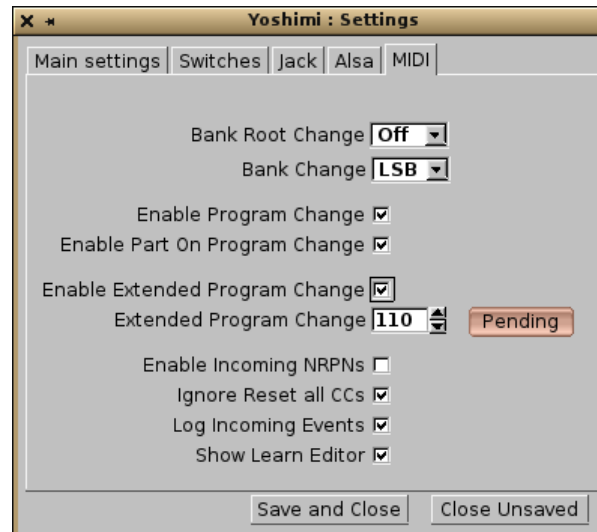 Yoshimi : Settings
Main settings Switches Jack Alsa MIDI
Bank Root Change Off
Bank Change LSB
Enable Program Change
Enable Part On Program Change
Enable Extended Program Change
Extended Program Change 110 Pending
Enable Incoming NRPNs
Ignore Reset all CCs
Log Incoming Events
Show Learn Editor
Save and Close Close Unsaved